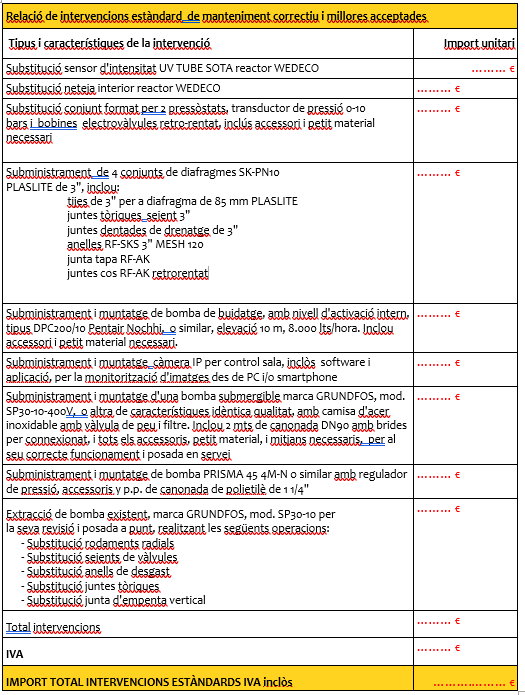 Relació de intervencions estàndard de manteniment correctiu i millores acceptades
Tipus i característiques de la intervenció Import unitari
Substitució sensor d'intensitat UV TUBE SOTA reactor WEDECO ……… €
Substitució neteja interior reactor WEDECO ……… €
Substitució conjunt format per 2 pressòstats, transductor de pressió 0-10 ……… €
bars i bobines electrovàlvules retro-rentat, inclús accessori i petit material
necessari
Subministrament de 4 conjunts de diafragmes SK-PN10 ……… €
PLASLITE de 3", inclou:
tijes de 3" per a diafragma de 85 mm PLASLITE
juntes tòriques seient 3"
juntes dentades de drenatge de 3"
anelles RF-SKS 3" MESH 120
junta tapa RF-AK
juntes cos RF-AK retrorentat
Subministrament i muntatge de bomba de buidatge, amb nivell d'activació intern, ……… €
tipus DPC200/10 Pentair Nochhi, o similar, elevació 10 m, 8.000 lts/hora. Inclou
accessori i petit material necessari.
Subministrament i muntatge càmera IP per control sala, inclòs software i ……… €
aplicació, per la monitorització d'imatges des de PC i/o smartphone
Subministrament i muntatge d'una bomba submergible marca GRUNDFOS, mod. ……… €
SP30-10-400V, o altra de característiques idèntica qualitat, amb camisa d'acer
inoxidable amb vàlvula de peu i filtre. Inclou 2 mts de canonada DN90 amb brides
per connexionat, i tots els accessoris, petit material, i mitjans necessaris, per al
seu correcte funcionament i posada en servei
Subministrament i muntatge de bomba PRISMA 45 4M-N o similar amb regulador ……… €
de pressió, accessoris y p.p. de canonada de polietilè de 1 1/4"
Extracció de bomba existent, marca GRUNDFOS, mod. SP30-10 per ……… €
la seva revisió i posada a punt, realitzant les següents operacions:
- Substitució rodaments radials
- Substitució seients de vàlvules
- Substitució anells de desgast
- Substitució juntes tòriques
- Substitució junta d'empenta vertical
Total intervencions ……… €
IVA ……… €
IMPORT TOTAL INTERVENCIONS ESTÀNDARDS IVA inclòs ………………… €